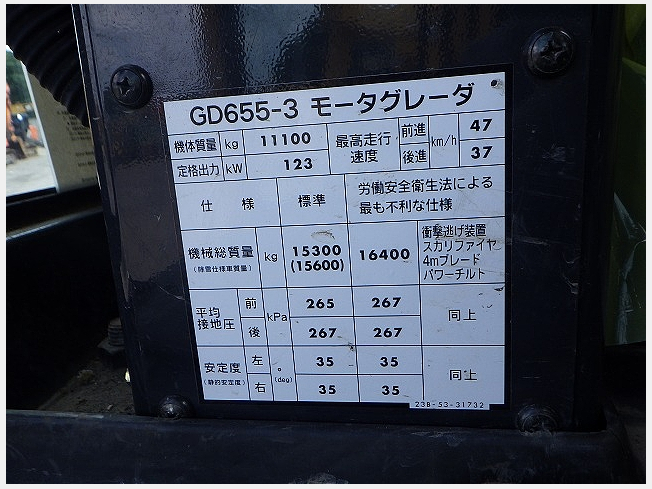 GD655-3 モータグレーダ
機体質量 kg 11100 最高走行速度 前進 km/h 47
定格出力 kW 123 後進 37
仕様 標準 労働安全衛生法による
最も不利な仕様
機械総質量 kg 15300 16400 衝撃逃げ装置
(除雪仕様車質量) (15600) スカリファイヤ
4mブレード
パワーチルト
平均接地圧 前 kPa 265 267 同上
後 267 267
安定度 左 ° 35 35 同上
(静的安定度) 右 (deg) 35 35
23B-53-31732